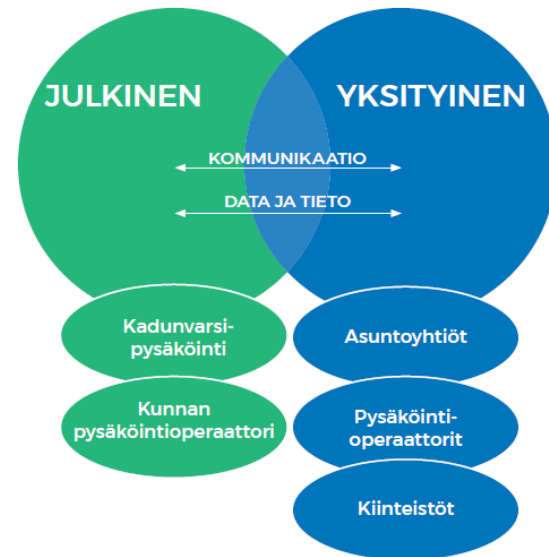 JULKINEN
YKSITYINEN
KOMMUNIKAATIO
DATA JA TIETO
Kadunvarsi-
pysäköinti
Asuntoyhtiöt
Kunnan
pysäköintioperaattori
Pysäköinti-
operaattorit
Kiinteistöt